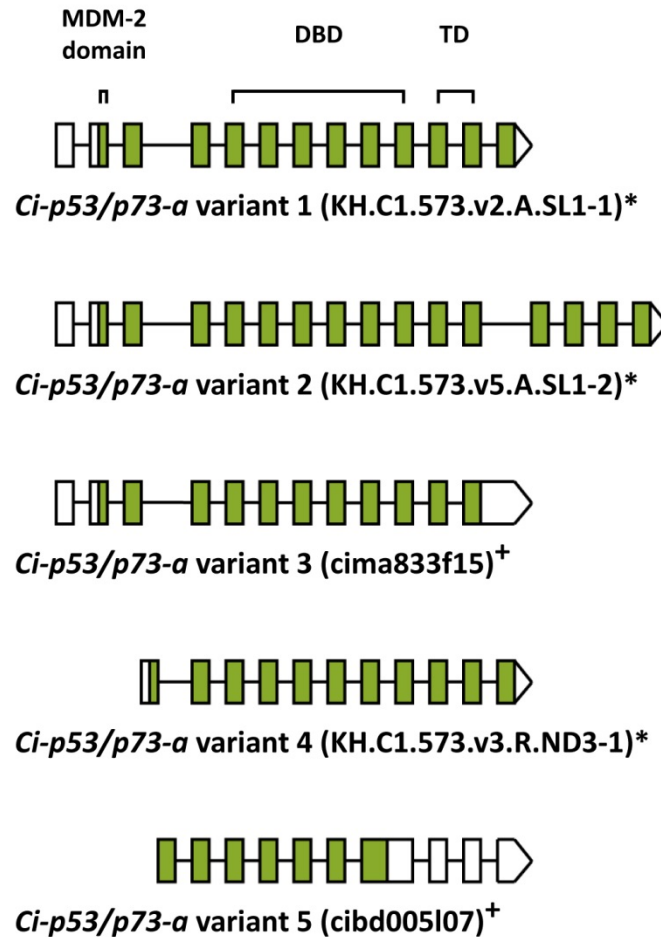 MDM-2
domain
DBD
TD
Ci-p53/p73-a variant 1 (KH.C1.573.v2.A.SL1-1)*
Ci-p53/p73-a variant 2 (KH.C1.573.v5.A.SL1-2)*
Ci-p53/p73-a variant 3 (cima833f15)+
Ci-p53/p73-a variant 4 (KH.C1.573.v3.R.ND3-1)*
Ci-p53/p73-a variant 5 (cibd005l07)+